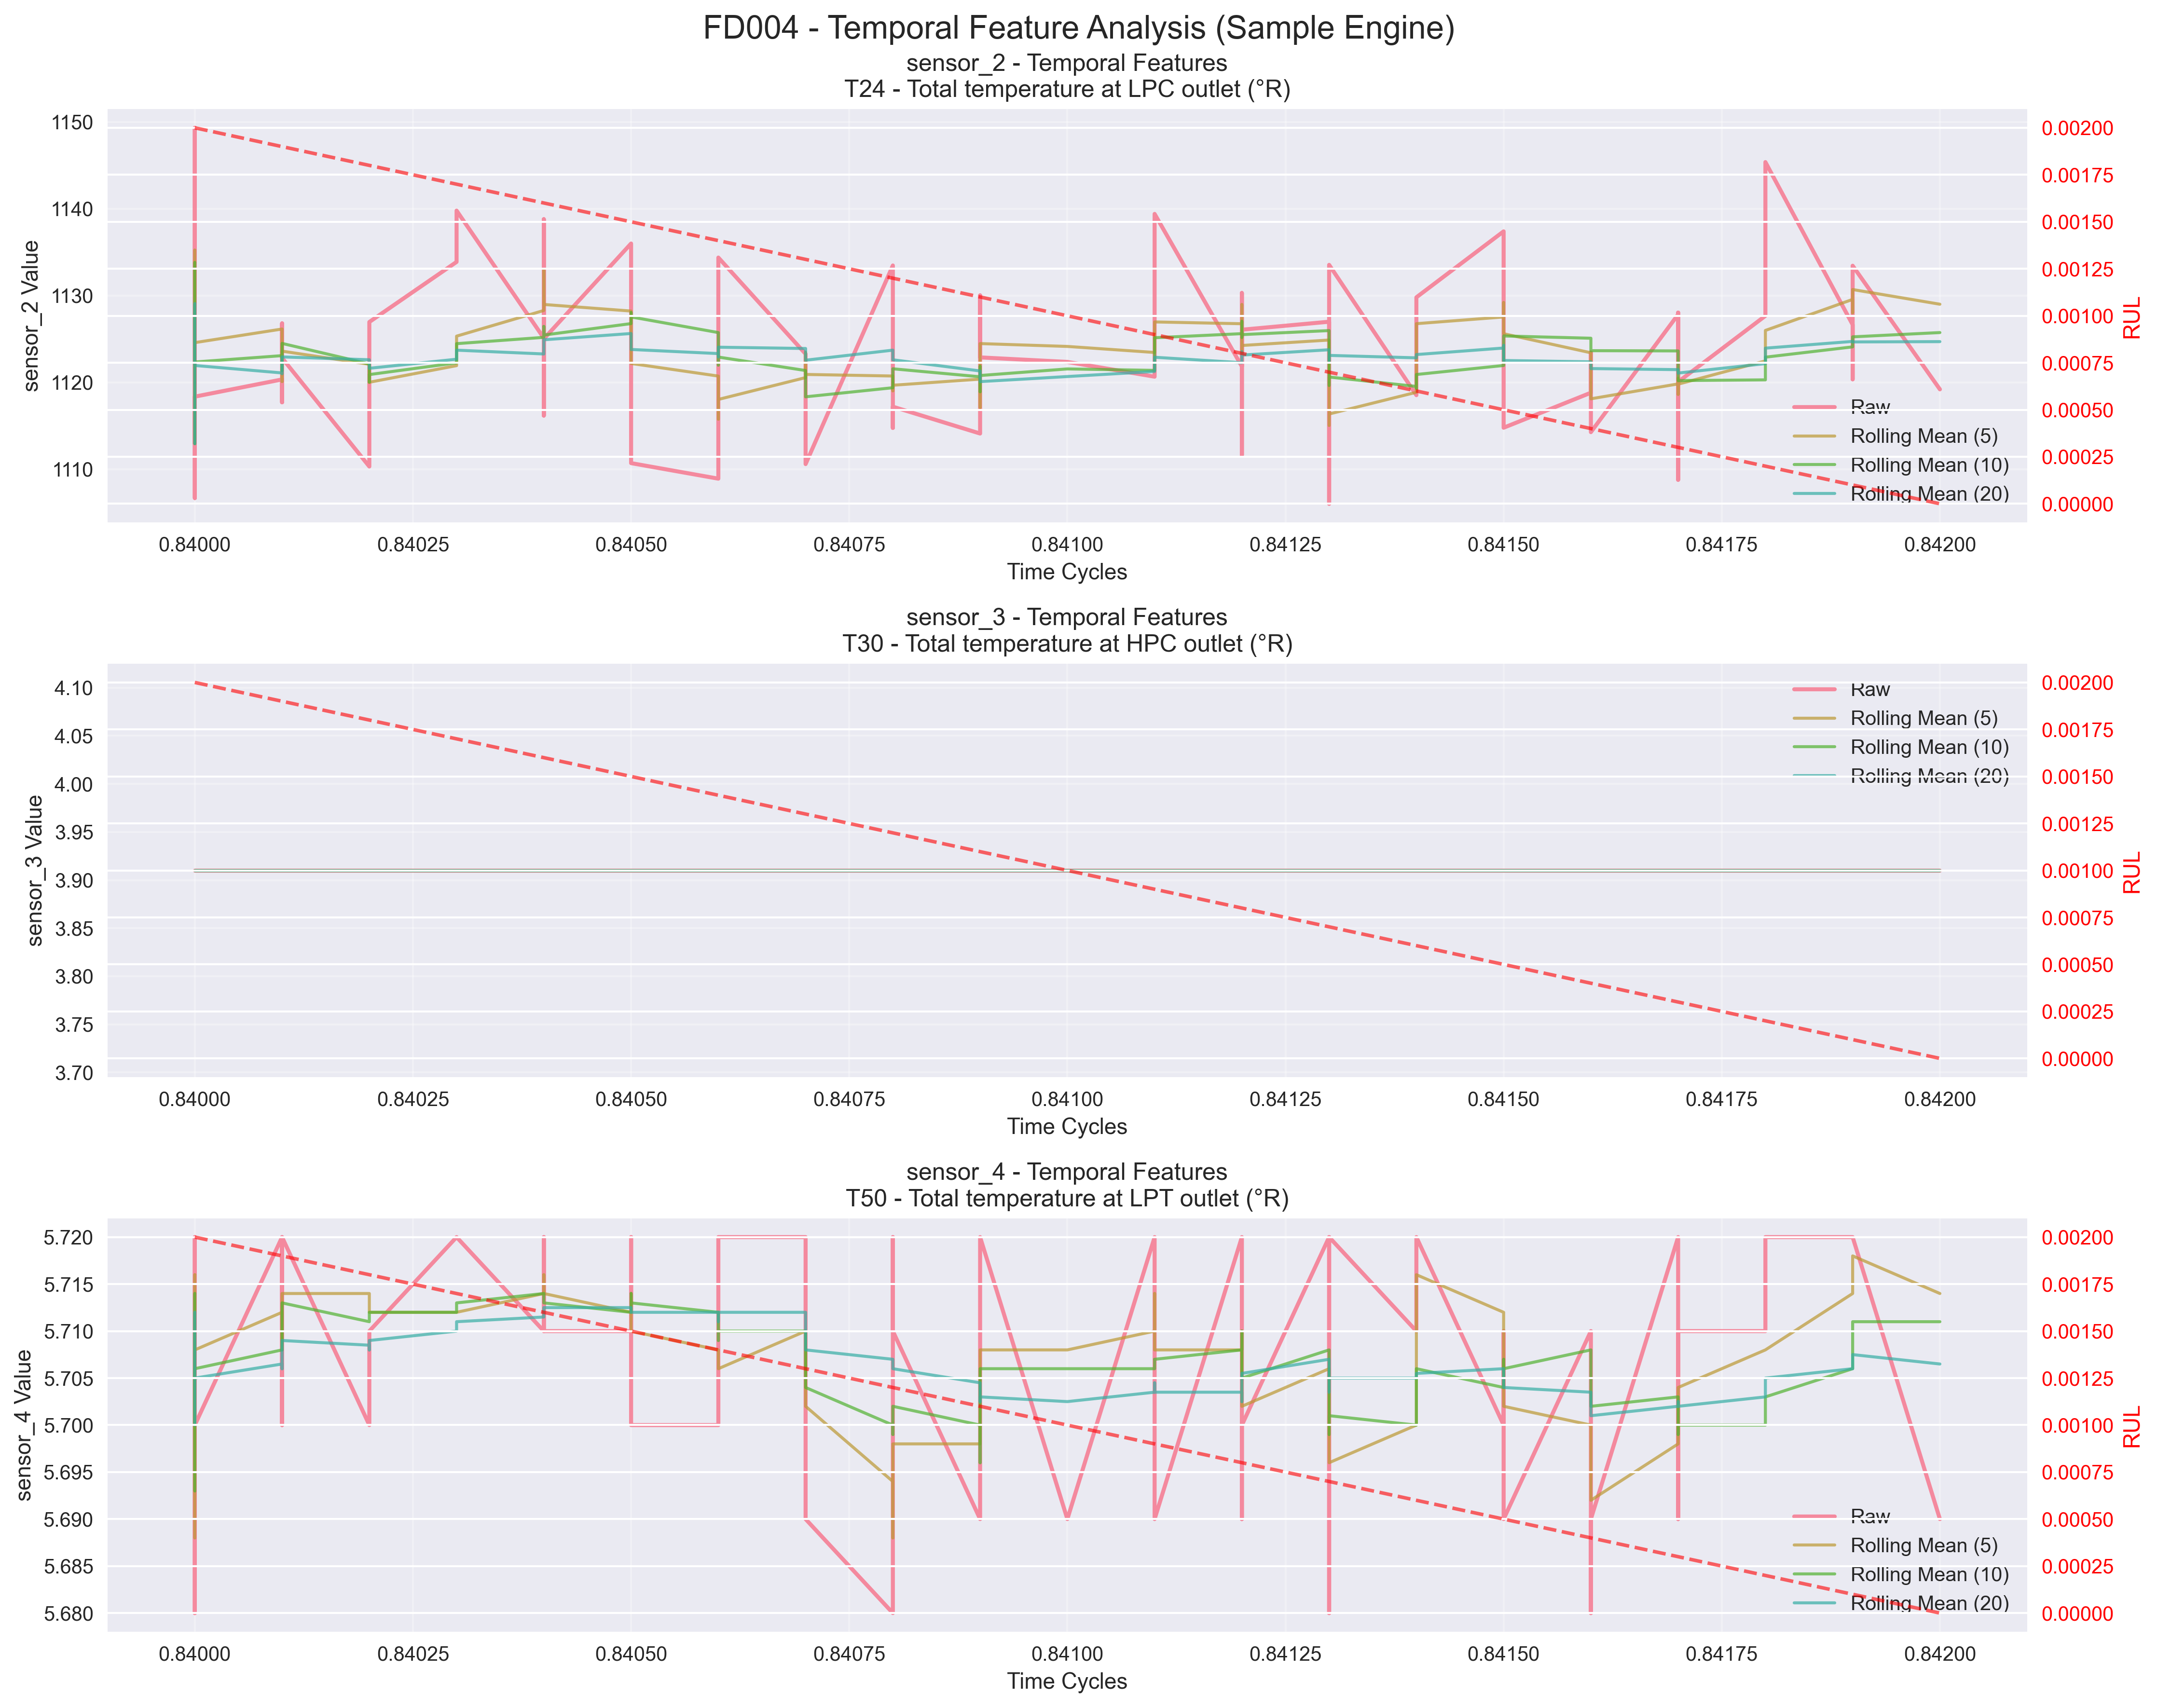 FD004 - Temporal Feature Analysis (Sample Engine)
sensor_2 - Temporal Features
T24 - Total temperature at LPC outlet (°R)
1150
1140
1130
1120
1110
sensor_2 Value
0.00200
0.00175
0.00150
0.00125
0.00100
0.00075
0.00050
0.00025
0.00000
RUL
Raw
Rolling Mean (5)
Rolling Mean (10)
Rolling Mean (20)
0.84000 0.84025 0.84050 0.84075 0.84100 0.84125 0.84150 0.84175 0.84200
Time Cycles
sensor_3 - Temporal Features
T30 - Total temperature at HPC outlet (°R)
4.10
4.05
4.00
3.95
3.90
3.85
3.80
3.75
3.70
sensor_3 Value
0.00200
0.00175
0.00150
0.00125
0.00100
0.00075
0.00050
0.00025
0.00000
RUL
Raw
Rolling Mean (5)
Rolling Mean (10)
Rolling Mean (20)
0.84000 0.84025 0.84050 0.84075 0.84100 0.84125 0.84150 0.84175 0.84200
Time Cycles
sensor_4 - Temporal Features
T50 - Total temperature at LPT outlet (°R)
5.720
5.715
5.710
5.705
5.700
5.695
5.690
5.685
5.680
sensor_4 Value
0.00200
0.00175
0.00150
0.00125
0.00100
0.00075
0.00050
0.00025
0.00000
RUL
Raw
Rolling Mean (5)
Rolling Mean (10)
Rolling Mean (20)
0.84000 0.84025 0.84050 0.84075 0.84100 0.84125 0.84150 0.84175 0.84200
Time Cycles